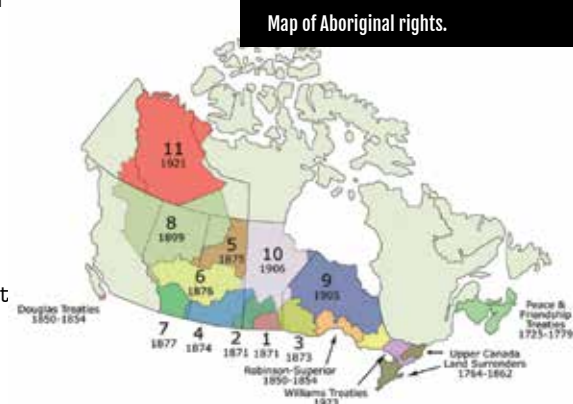 Map of Aboriginal rights.
11
1921
8
1899
5
1875
10
1906
6
1876
9
1905
t
Douglas Treaties
1850-1854
7
1877
4
1874
2
1871
1
1871
3
1873
Robinson-Superior
1850-1854
Williams Treaties
1923
Upper Canada
Land Surrenders
1764-1862
Peace &
Friendship
Treaties
1725-1779